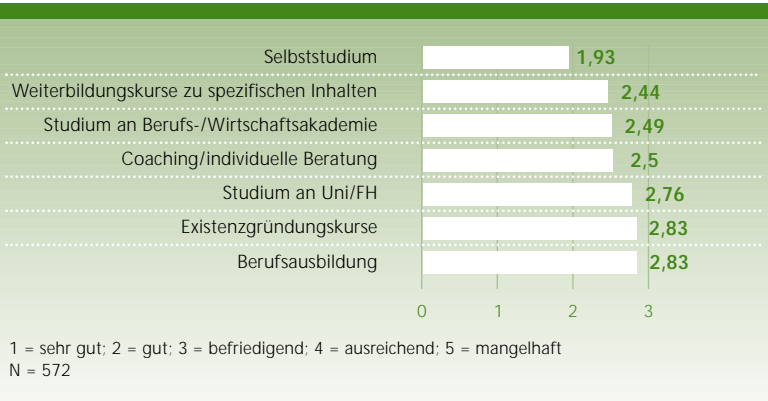 Selbststudium 1,93
Weiterbildungskurse zu spezifischen Inhalten 2,44
Studium an Berufs-/Wirtschaftsakademie 2,49
Coaching/individuelle Beratung 2,5
Studium an Uni/FH 2,76
Existenzgründungskurse 2,83
Berufsausbildung 2,83
0 1 2 3
1 = sehr gut; 2 = gut; 3 = befriedigend; 4 = ausreichend; 5 = mangelhaft
N = 572